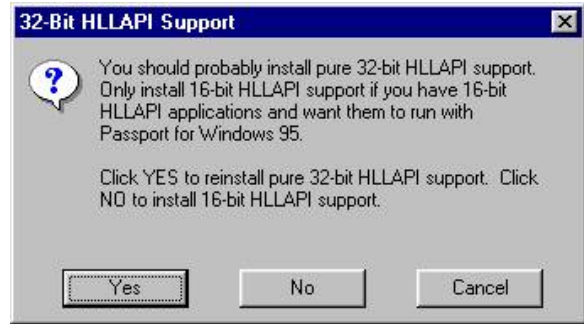 32-Bit HLLAPI Support
You should probably install pure 32-bit HLLAPI support.
Only install 16-bit HLLAPI support if you have 16-bit
HLLAPI applications and want them to run with
Passport for Windows 95.
Click YES to reinstall pure 32-bit HLLAPI support. Click
NO to install 16-bit HLLAPI support.
Yes
No
Cancel